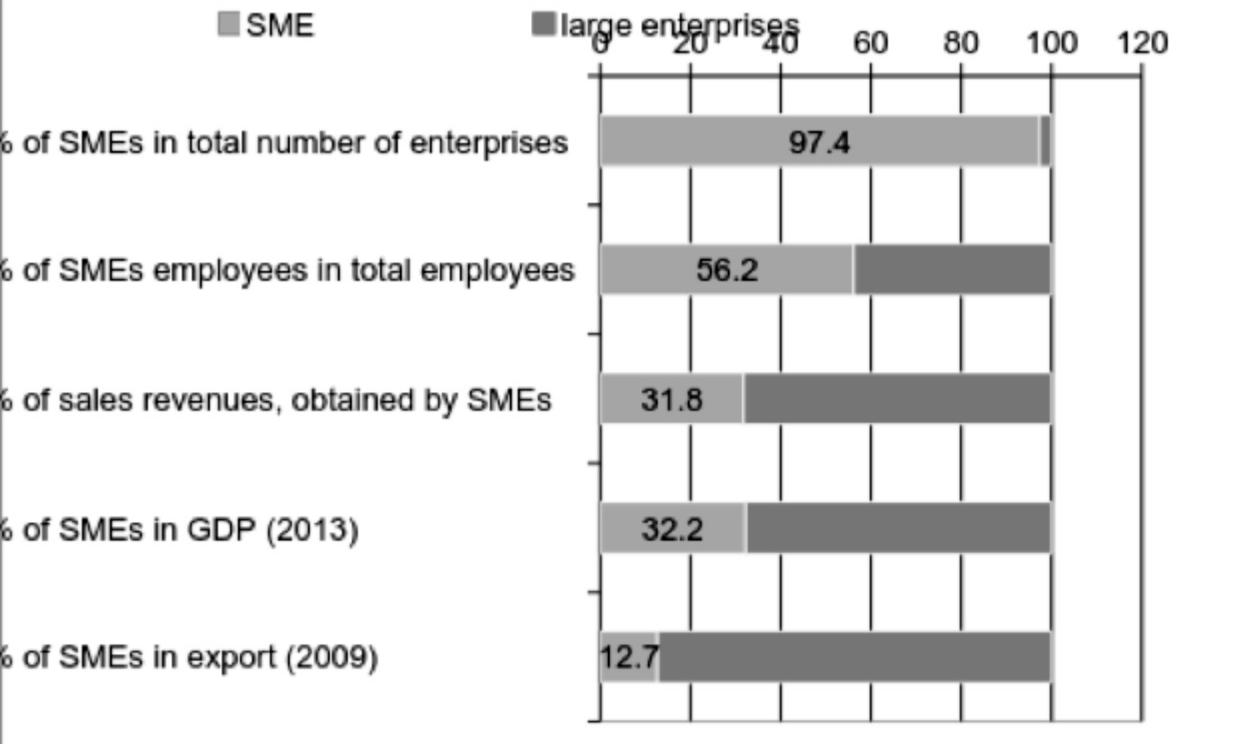 SME large enterprises
0 20 40 60 80 100 120
% of SMEs in total number of enterprises 97.4
% of SMEs employees in total employees 56.2
% of sales revenues, obtained by SMEs 31.8
% of SMEs in GDP (2013) 32.2
% of SMEs in export (2009) 12.7